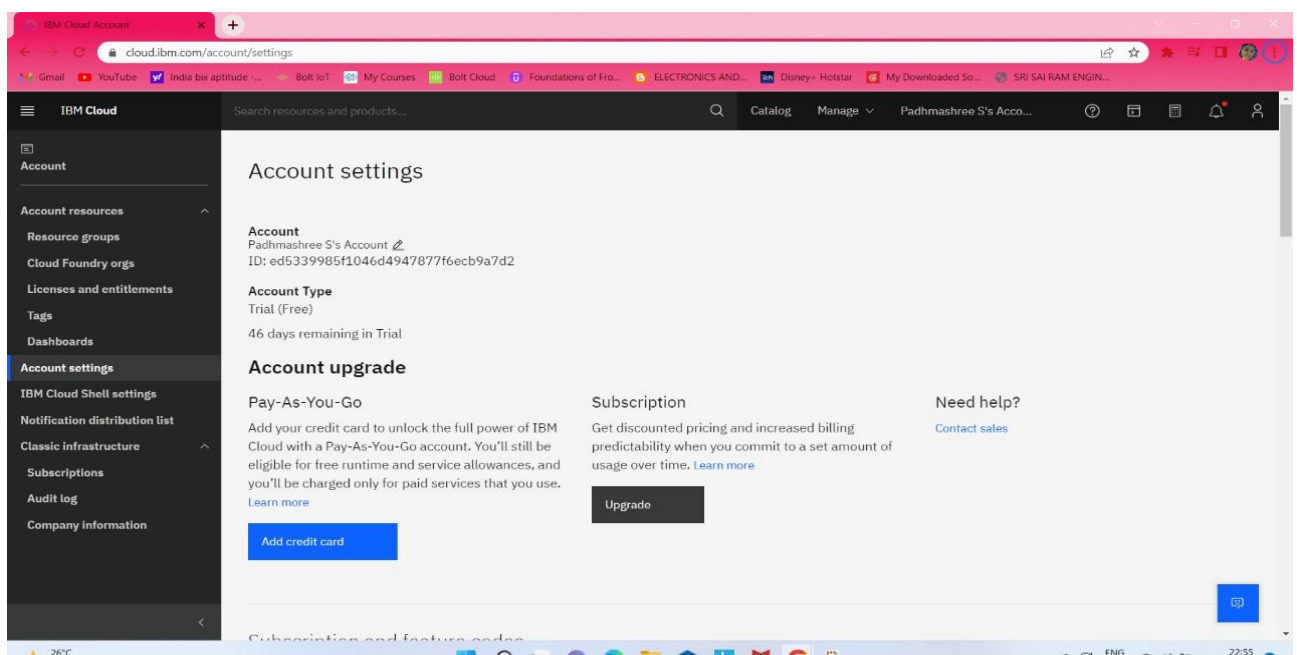 IBM Cloud Account
cloud.ibm.com/account/settings
Gmail YouTube India bix aptitude -... Bolt IoT My Courses Bolt Cloud Foundations of Fro... ELECTRONICS AND... Disney+ Hotstar My Downloaded So... SRI SAI RAM ENGIN...
IBM Cloud Search resources and products... Catalog Manage Padhmashree S's Acco...
Account
Account resources
Resource groups
Cloud Foundry orgs
Licenses and entitlements
Tags
Dashboards
Account settings
IBM Cloud Shell settings
Notification distribution list
Classic infrastructure
Subscriptions
Audit log
Company information
Account settings
Account
Padhmashree S's Account
ID: ed5339985f1046d4947877f6ecb9a7d2
Account Type
Trial (Free)
46 days remaining in Trial
Account upgrade
Pay-As-You-Go
Add your credit card to unlock the full power of IBM
Cloud with a Pay-As-You-Go account. You'll still be
eligible for free runtime and service allowances, and
you'll be charged only for paid services that you use.
Learn more
Add credit card
Subscription
Get discounted pricing and increased billing
predictability when you commit to a set amount of
usage over time. Learn more
Upgrade
Need help?
Contact sales
Subscription and feature codes
26°C
ENG
22:55